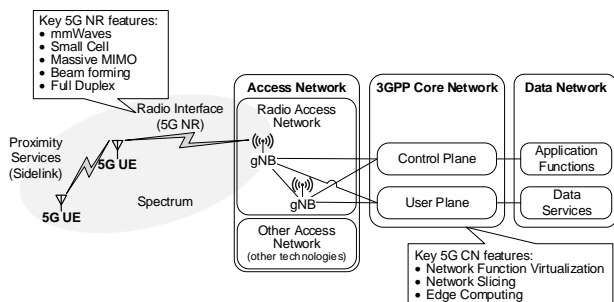 Key 5G NR features:
• mmWaves
• Small Cell
• Massive MIMO
• Beam forming
• Full Duplex
Radio Interface
(5G NR)
Proximity
Services
(Sidelink)
5G UE
5G UE
Spectrum
Access Network
Radio Access
Network
gNB
gNB
Other Access
Network
(other technologies)
3GPP Core Network
Control Plane
User Plane
Data Network
Application
Functions
Data
Services
Key 5G CN features:
• Network Function Virtualization
• Network Slicing
• Edge Computing